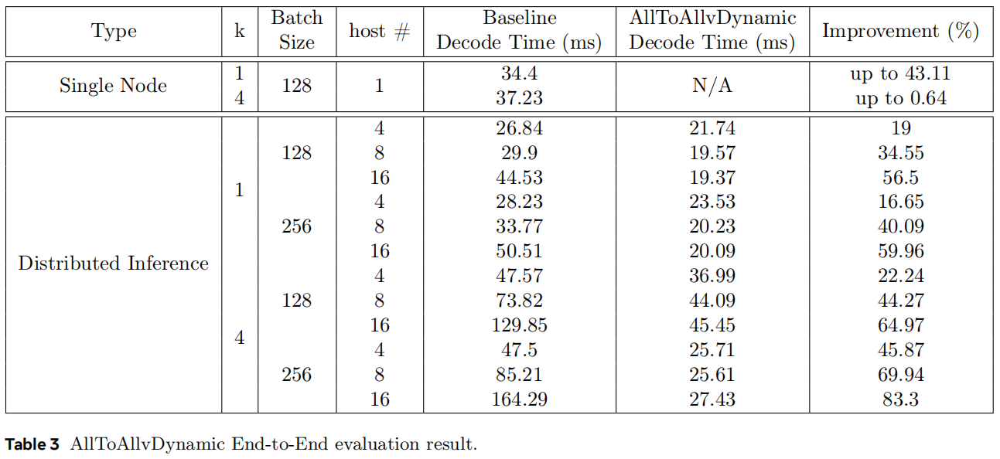 Type k Batch Size host # Baseline Decode Time (ms) AllToAllvDynamic Decode Time (ms) Improvement (%)
Single Node 1 128 1 34.4 N/A up to 43.11
4 37.23 up to 0.64
Distributed Inference 1 128 4 26.84 21.74 19
8 29.9 19.57 34.55
16 44.53 19.37 56.5
256 4 28.23 23.53 16.65
8 33.77 20.23 40.09
16 50.51 20.09 59.96
4 128 4 47.57 36.99 22.24
8 73.82 44.09 44.27
16 129.85 45.45 64.97
256 4 47.5 25.71 45.87
8 85.21 25.61 69.94
16 164.29 27.43 83.3
Table 3 AllToAllvDynamic End-to-End evaluation result.